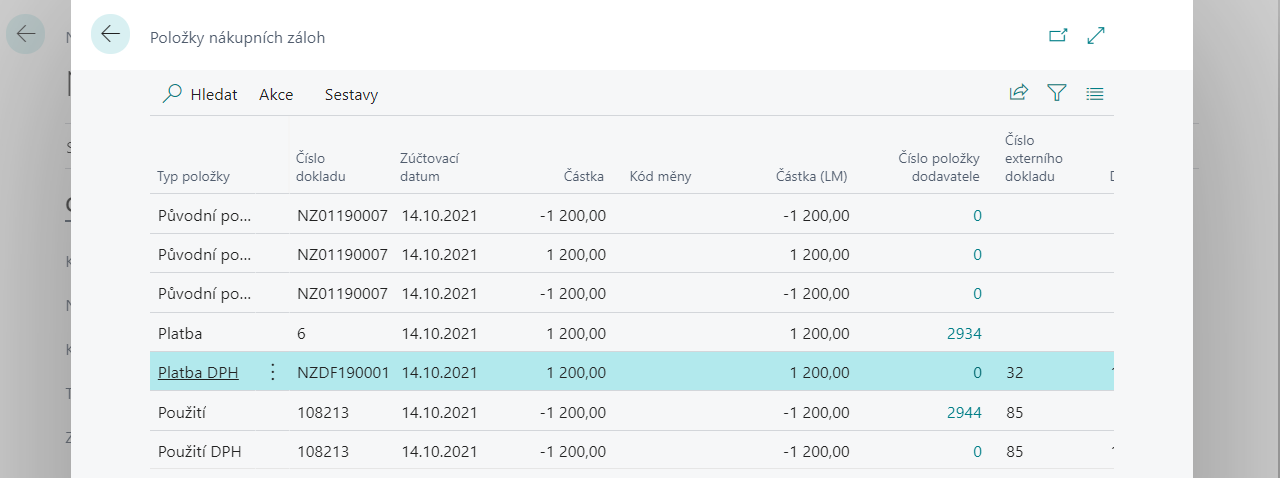 Položky nákupních záloh
Hledat Akce Sestavy
Typ položky Číslo dokladu Zúčtovací datum Částka Kód měny Částka (LM) Číslo položky dodavatele Číslo externího dokladu
Původní po... NZ01190007 14.10.2021 -1 200,00 -1 200,00 0
Původní po... NZ01190007 14.10.2021 1 200,00 1 200,00 0
Původní po... NZ01190007 14.10.2021 -1 200,00 -1 200,00 0
Platba 6 14.10.2021 1 200,00 1 200,00 2934
Platba DPH NZDF190001 14.10.2021 1 200,00 1 200,00 0 32
Použití 108213 14.10.2021 -1 200,00 -1 200,00 2944 85
Použití DPH 108213 14.10.2021 -1 200,00 -1 200,00 0 85